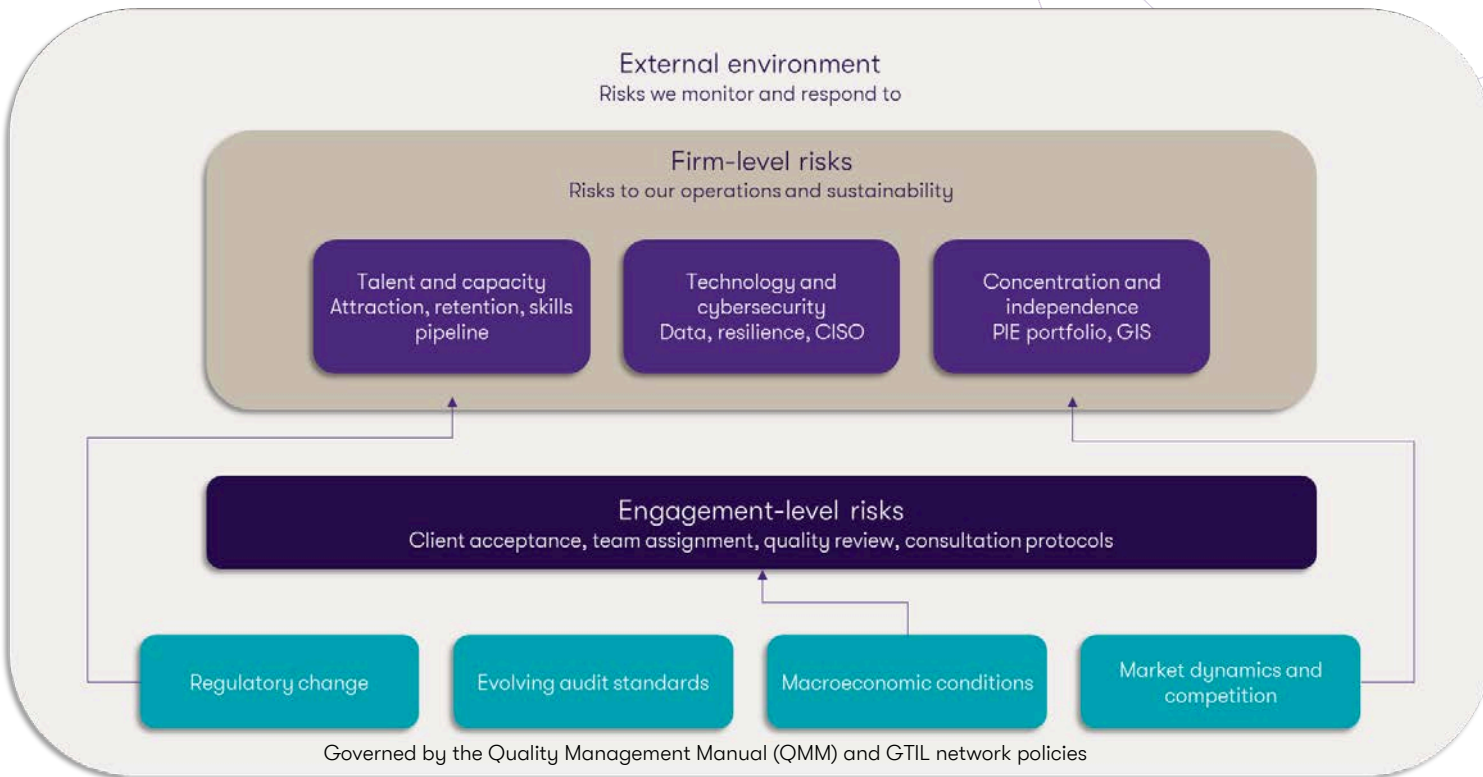 External environment
Risks we monitor and respond to
Firm-level risks
Risks to our operations and sustainability
Talent and capacity
Attraction, retention, skills
pipeline
Technology and
cybersecurity
Data, resilience, CISO
Concentration and
independence
PIE portfolio, GIS
Engagement-level risks
Client acceptance, team assignment, quality review, consultation protocols
Regulatory change
Evolving audit standards
Macroeconomic conditions
Market dynamics and
competition
Governed by the Quality Management Manual (QMM) and GTIL network policies